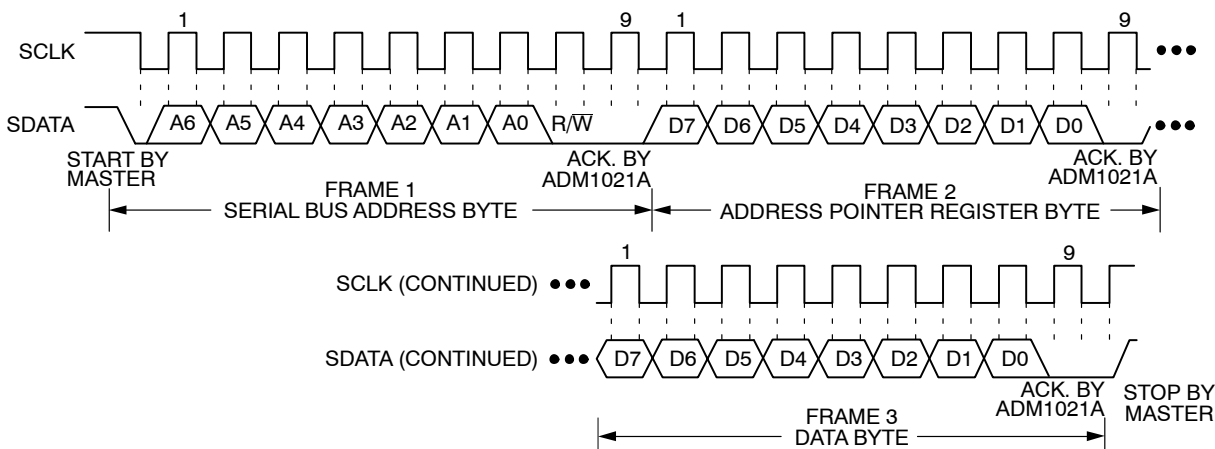 1 9 1 9
SCLK
SDATA A6 A5 A4 A3 A2 A1 A0 R/W̅ D7 D6 D5 D4 D3 D2 D1 D0
START BY
MASTER
ACK. BY
ADM1021A
ACK. BY
ADM1021A
FRAME 1
SERIAL BUS ADDRESS BYTE
FRAME 2
ADDRESS POINTER REGISTER BYTE
1 9
SCLK (CONTINUED)
SDATA (CONTINUED) D7 D6 D5 D4 D3 D2 D1 D0
ACK. BY
ADM1021A
STOP BY
MASTER
FRAME 3
DATA BYTE